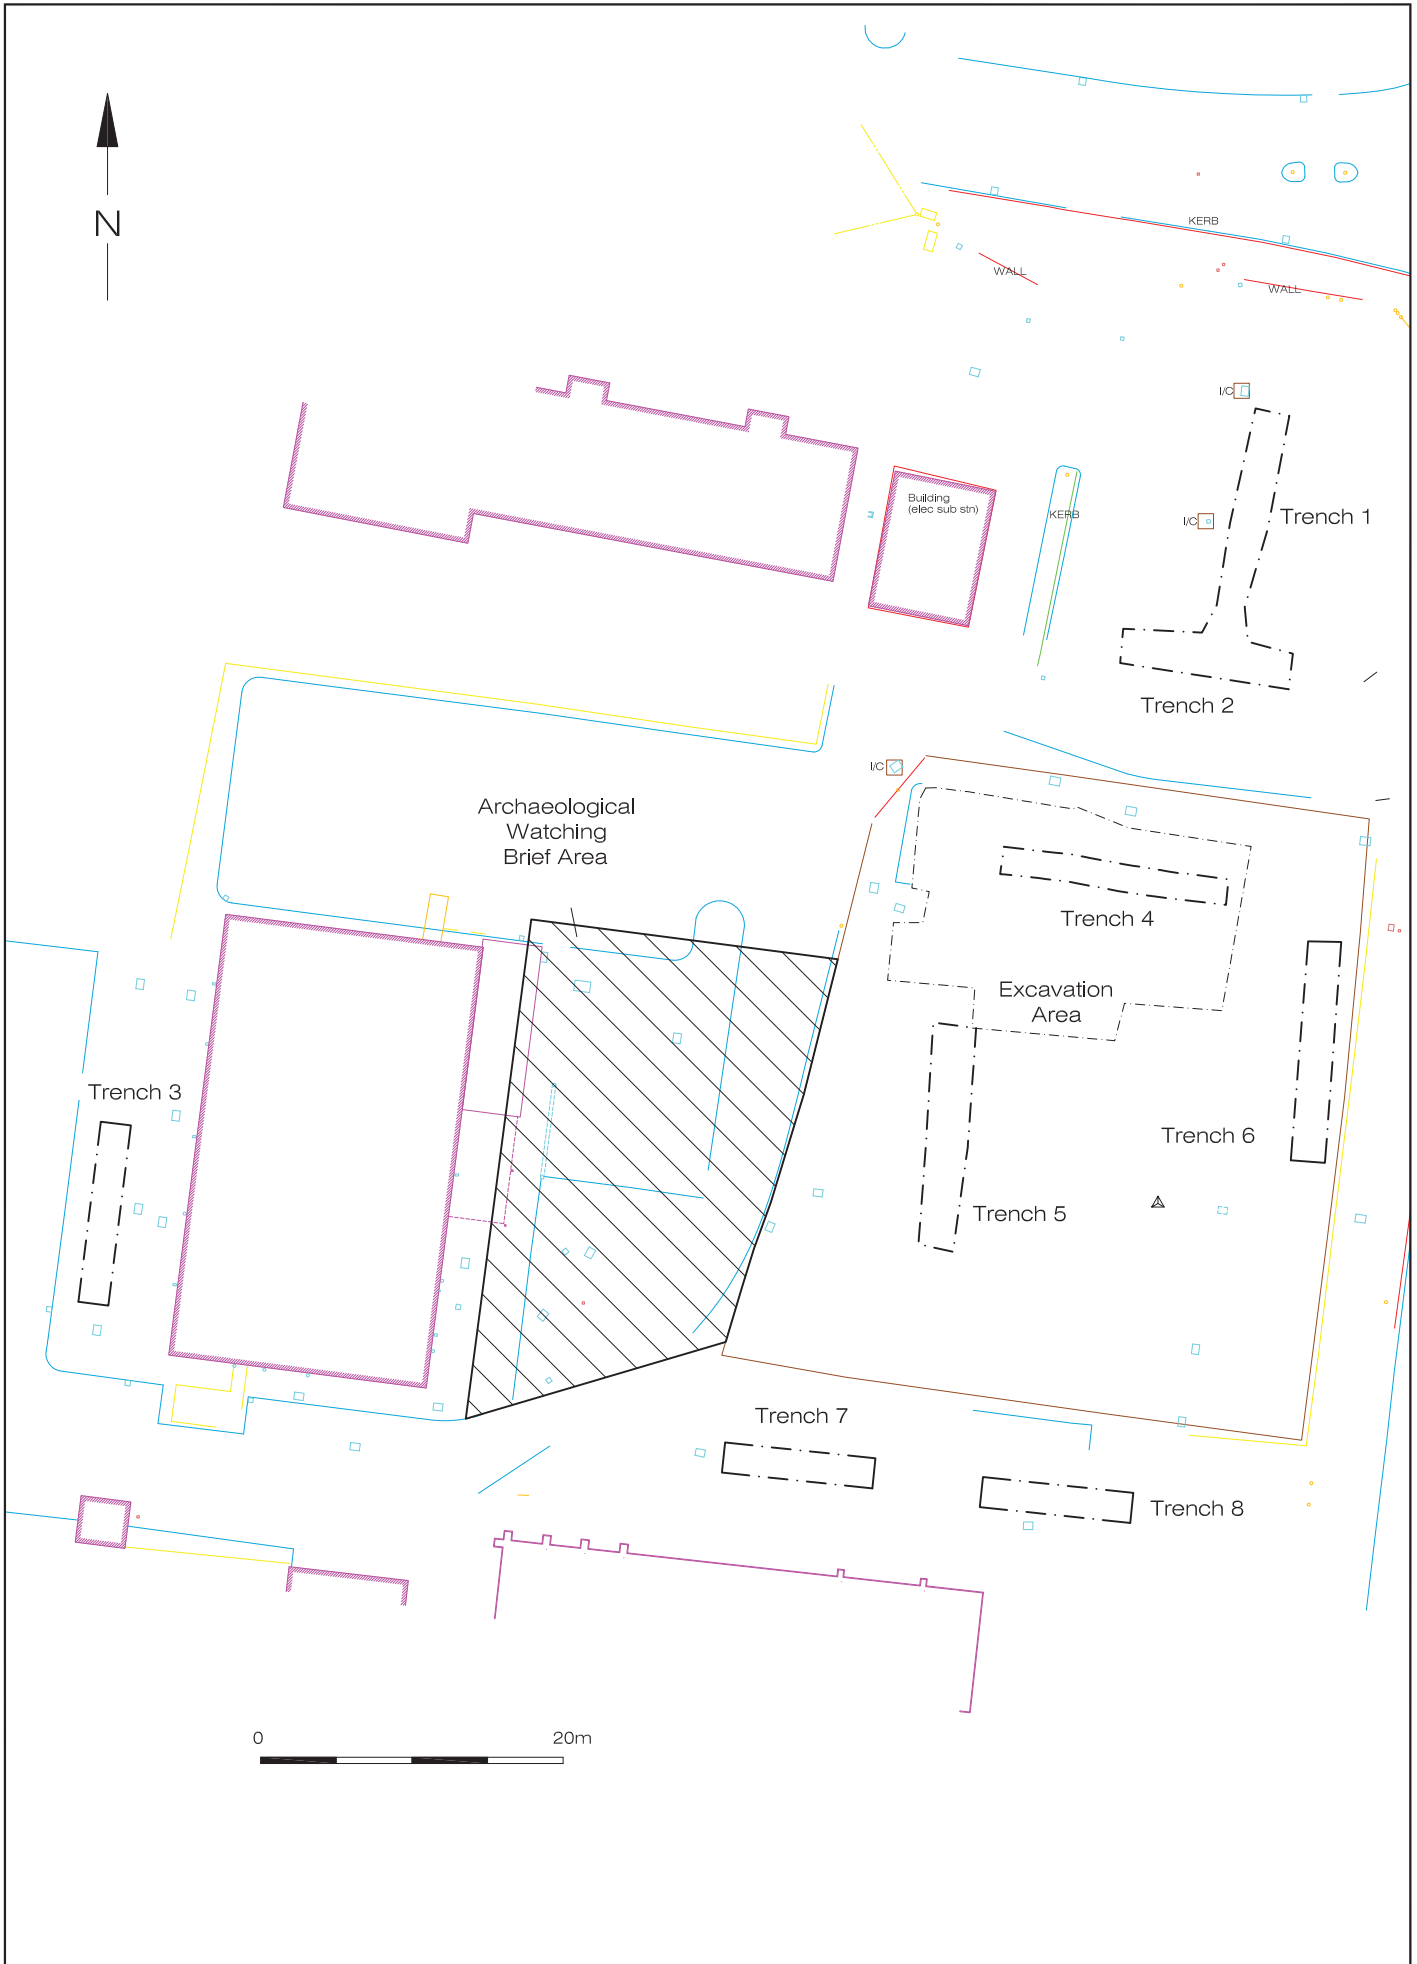 N
KERB
WALL
WALL
I/C
Building
(elec sub stn)
KERB
I/C
Trench 1
Trench 2
I/C
Archaeological
Watching
Brief Area
Trench 4
Excavation
Area
Trench 3
Trench 6
Trench 5
Trench 7
Trench 8
0 20m